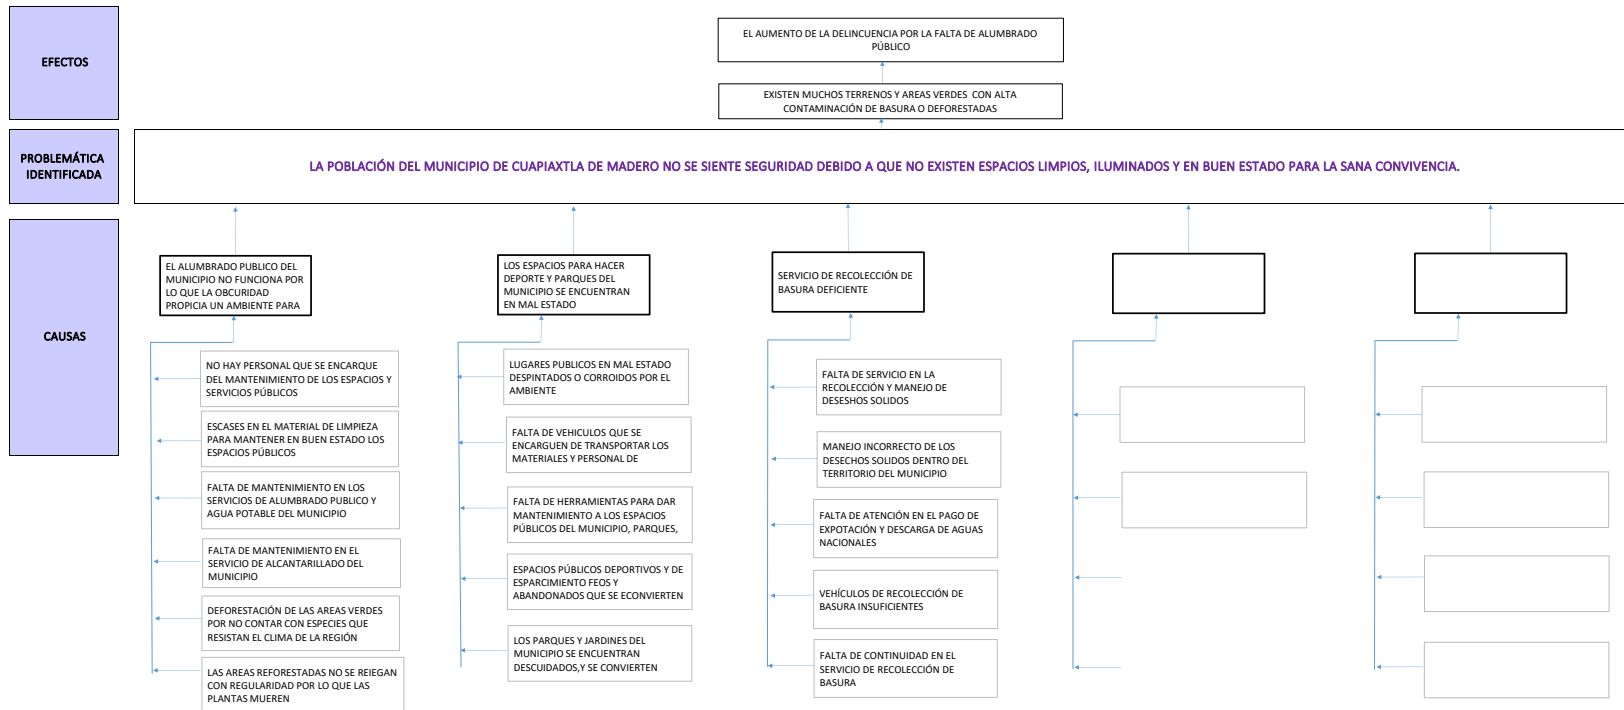 EFECTOS
EL AUMENTO DE LA DELINCUENCIA POR LA FALTA DE ALUMBRADO
PÚBLICO
EXISTEN MUCHOS TERRENOS Y AREAS VERDES CON ALTA
CONTAMINACIÓN DE BASURA O DEFORESTADAS
PROBLEMÁTICA
IDENTIFICADA
LA POBLACIÓN DEL MUNICIPIO DE CUAPIAXTLA DE MADERO NO SE SIENTE SEGURIDAD DEBIDO A QUE NO EXISTEN ESPACIOS LIMPIOS, ILUMINADOS Y EN BUEN ESTADO PARA LA SANA CONVIVENCIA.
CAUSAS
EL ALUMBRADO PUBLICO DEL
MUNICIPIO NO FUNCIONA POR
LO QUE LA OBCURIDAD
PROPICIA UN AMBIENTE PARA
NO HAY PERSONAL QUE SE ENCARQUE
DEL MANTENIMIENTO DE LOS ESPACIOS Y
SERVICIOS PÚBLICOS
ESCASES EN EL MATERIAL DE LIMPIEZA
PARA MANTENER EN BUEN ESTADO LOS
ESPACIOS PÚBLICOS
FALTA DE MANTENIMIENTO EN LOS
SERVICIOS DE ALUMBRADO PUBLICO Y
AGUA POTABLE DEL MUNICIPIO
FALTA DE MANTENIMIENTO EN EL
SERVICIO DE ALCANTARILLADO DEL
MUNICIPIO
DEFORESTACIÓN DE LAS AREAS VERDES
POR NO CONTAR CON ESPECIES QUE
RESISTAN EL CLIMA DE LA REGIÓN
LAS AREAS REFORESTADAS NO SE REIEGAN
CON REGULARIDAD POR LO QUE LAS
PLANTAS MUEREN
LOS ESPACIOS PARA HACER
DEPORTE Y PARQUES DEL
MUNICIPIO SE ENCUENTRAN
EN MAL ESTADO
LUGARES PUBLICOS EN MAL ESTADO
DESPINTADOS O CORROIDOS POR EL
AMBIENTE
FALTA DE VEHICULOS QUE SE
ENCARGUEN DE TRANSPORTAR LOS
MATERIALES Y PERSONAL DE
FALTA DE HERRAMIENTAS PARA DAR
MANTENIMIENTO A LOS ESPACIOS
PÚBLICOS DEL MUNICIPIO, PARQUES,
ESPACIOS PÚBLICOS DEPORTIVOS Y DE
ESPARCIMIENTO FEOS Y
ABANDONADOS QUE SE ECONVIERTEN
LOS PARQUES Y JARDINES DEL
MUNICIPIO SE ENCUENTRAN
DESCUIDADOS,Y SE CONVIERTEN
SERVICIO DE RECOLECCIÓN DE
BASURA DEFICIENTE
FALTA DE SERVICIO EN LA
RECOLECCIÓN Y MANEJO DE
DESESHOS SOLIDOS
MANEJO INCORRECTO DE LOS
DESECHOS SOLIDOS DENTRO DEL
TERRITORIO DEL MUNICIPIO
FALTA DE ATENCIÓN EN EL PAGO DE
EXPOTACIÓN Y DESCARGA DE AGUAS
NACIONALES
VEHÍCULOS DE RECOLECCIÓN DE
BASURA INSUFICIENTES
FALTA DE CONTINUIDAD EN EL
SERVICIO DE RECOLECCIÓN DE
BASURA